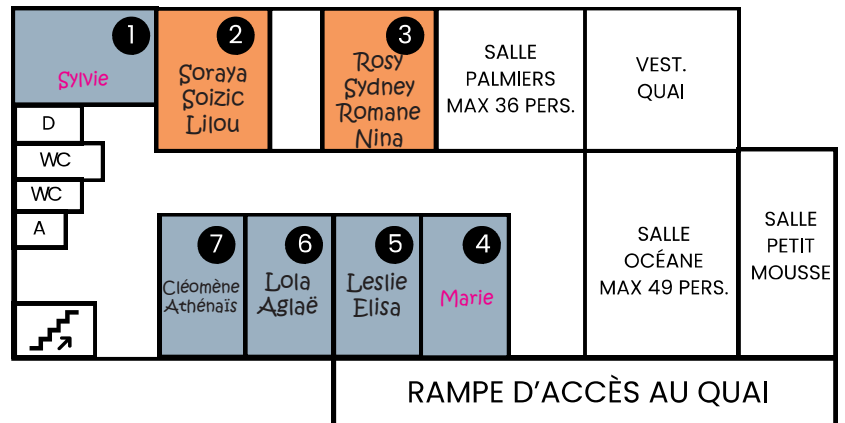 1
Sylvie
2
Soraya
Soizic
Lilou
3
Rosy
Sydney
Romane
Nina
SALLE
PALMIERS
MAX 36 PERS.
VEST.
QUAI
D
WC
WC
A
7
Cléomène
Athénaïs
6
Lola
Aglaë
5
Leslie
Elisa
4
Marie
SALLE
OCÉANE
MAX 49 PERS.
SALLE
PETIT
MOUSSE
RAMPE D'ACCÈS AU QUAI